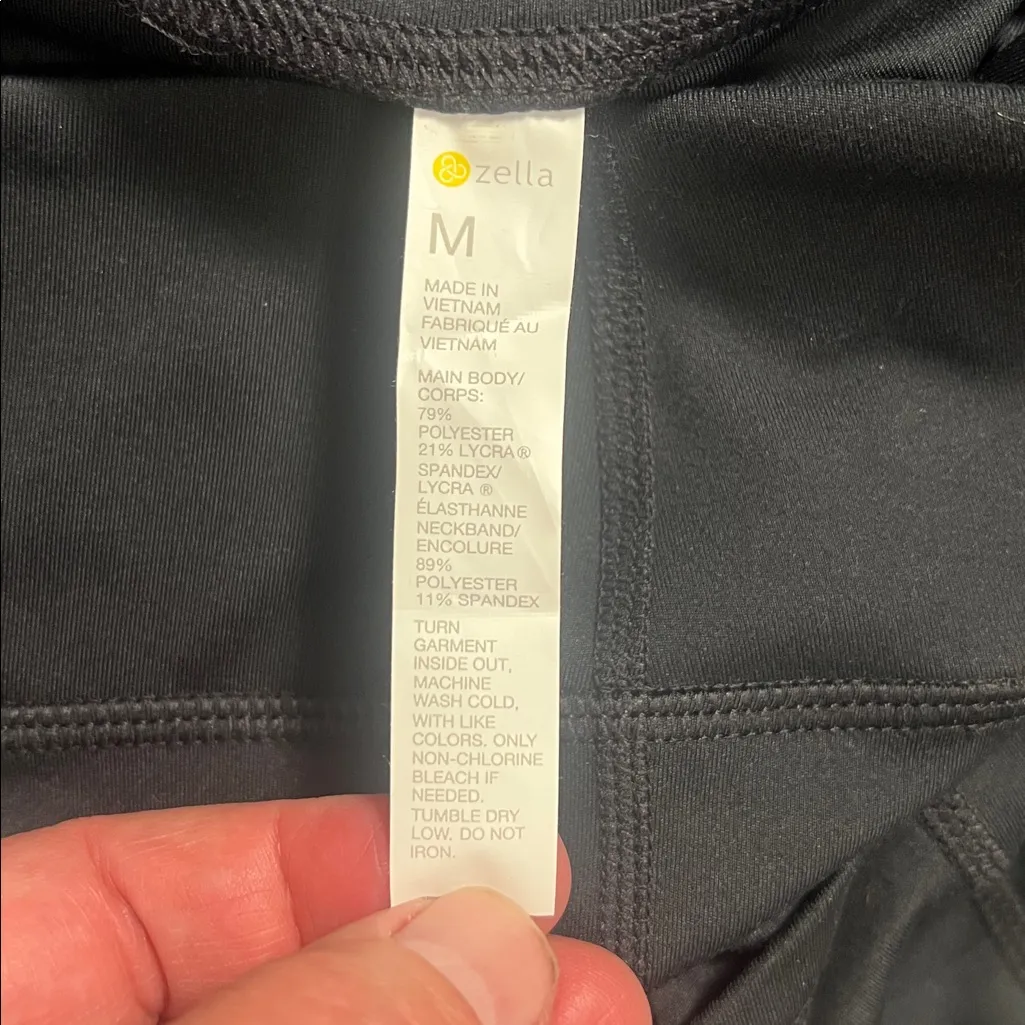 zella
M
MADE IN
VIETNAM
FABRIQUÉ AU
VIETNAM
MAIN BODY/
CORPS:
79%
POLYESTER
21% LYCRA®
SPANDEX/
LYCRA ®
ÉLASTHANNE
NECKBAND/
ENCOLURE
89%
POLYESTER
11% SPANDEX
TURN
GARMENT
INSIDE OUT,
MACHINE
WASH COLD,
WITH LIKE
COLORS. ONLY
NON-CHLORINE
BLEACH IF
NEEDED.
TUMBLE DRY
LOW, DO NOT
IRON.